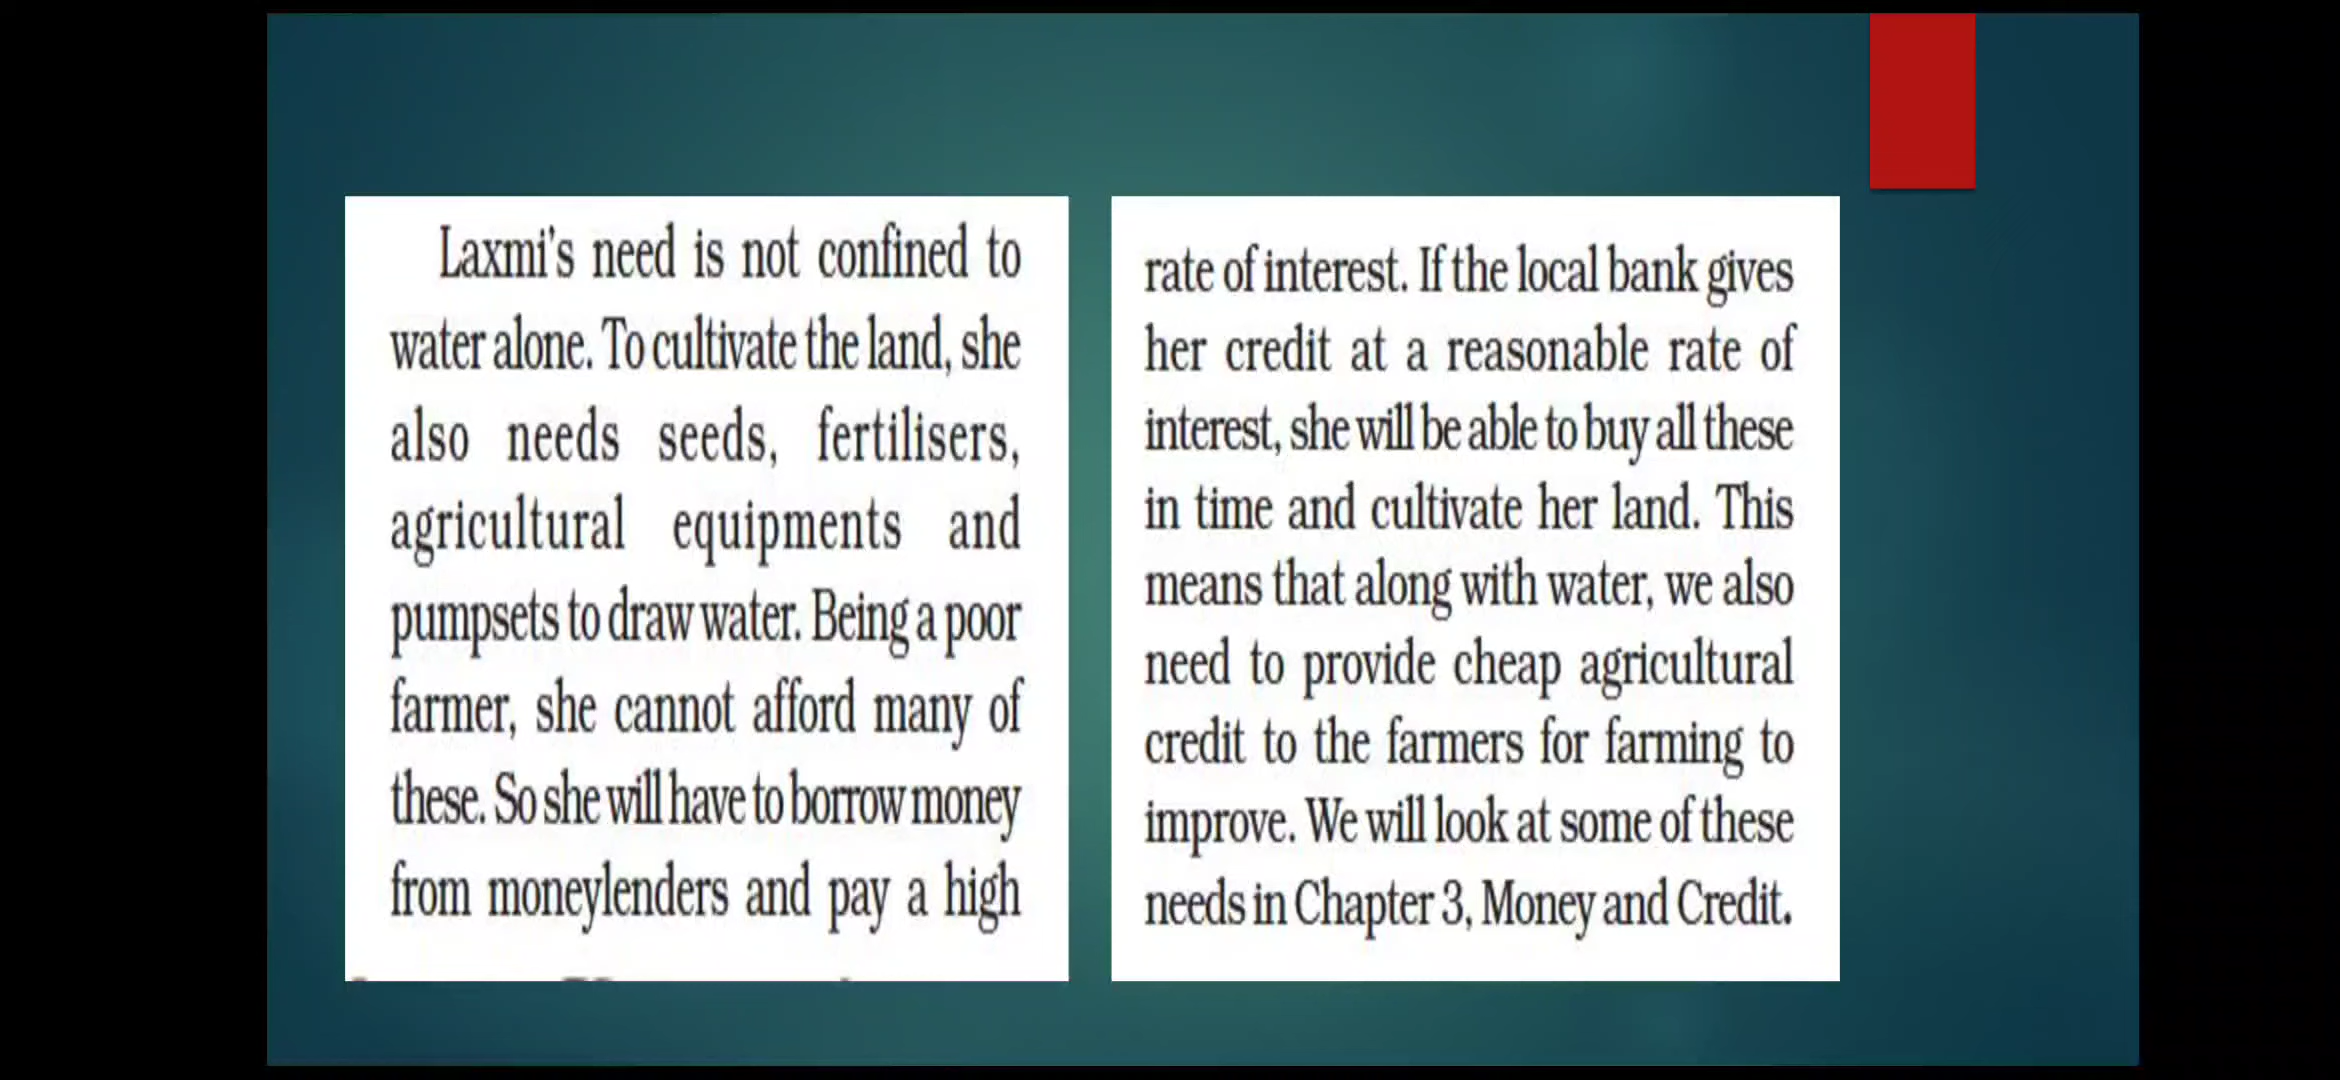 Laxmi's need is not confined to
water alone. To cultivate the land, she
also needs seeds, fertilisers,
agricultural equipments and
pumpsets to draw water. Being a poor
farmer, she cannot afford many of
these. So she will have to borrow money
from moneylenders and pay a high
rate of interest. If the local bank gives
her credit at a reasonable rate of
interest, she will be able to buy all these
in time and cultivate her land. This
means that along with water, we also
need to provide cheap agricultural
credit to the farmers for farming to
improve. We will look at some of these
needs in Chapter 3, Money and Credit.